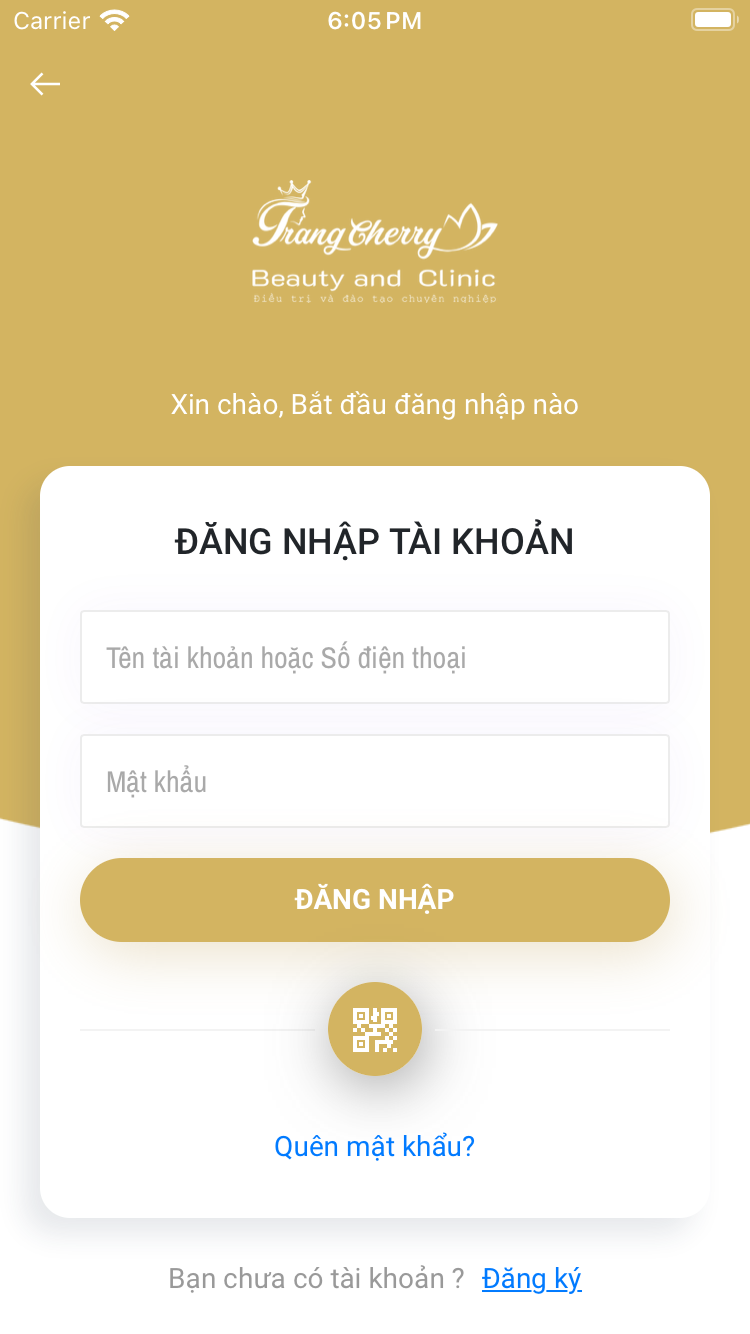 Carrier 6:05 PM
Trang Cherry
Beauty and Clinic
Điều trị và đào tạo chuyên nghiệp
Xin chào, Bắt đầu đăng nhập nào
ĐĂNG NHẬP TÀI KHOẢN
Tên tài khoản hoặc Số điện thoại
Mật khẩu
ĐĂNG NHẬP
Quên mật khẩu?
Bạn chưa có tài khoản ? Đăng ký